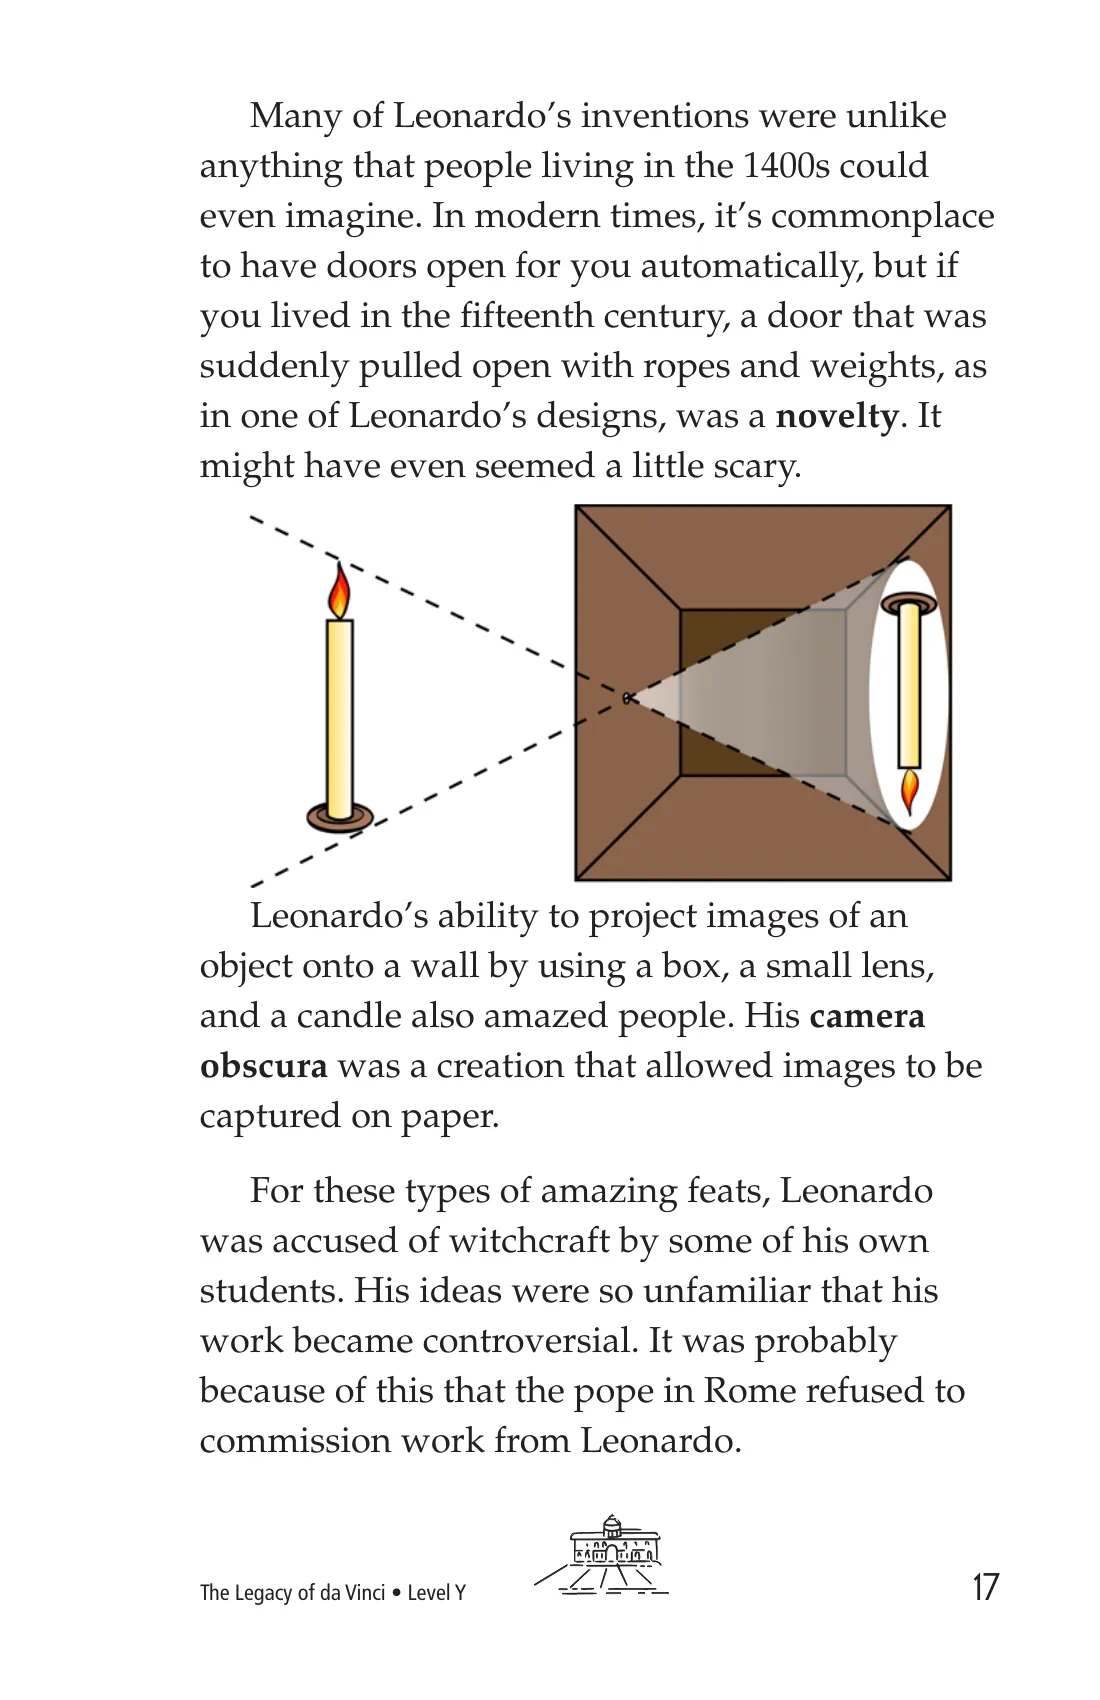 Many of Leonardo’s inventions were unlike
anything that people living in the 1400s could
even imagine. In modern times, it’s commonplace
to have doors open for you automatically, but if
you lived in the fifteenth century, a door that was
suddenly pulled open with ropes and weights, as
in one of Leonardo’s designs, was a novelty. It
might have even seemed a little scary.
Leonardo’s ability to project images of an
object onto a wall by using a box, a small lens,
and a candle also amazed people. His camera
obscura was a creation that allowed images to be
captured on paper.
For these types of amazing feats, Leonardo
was accused of witchcraft by some of his own
students. His ideas were so unfamiliar that his
work became controversial. It was probably
because of this that the pope in Rome refused to
commission work from Leonardo.
The Legacy of da Vinci • Level Y
17